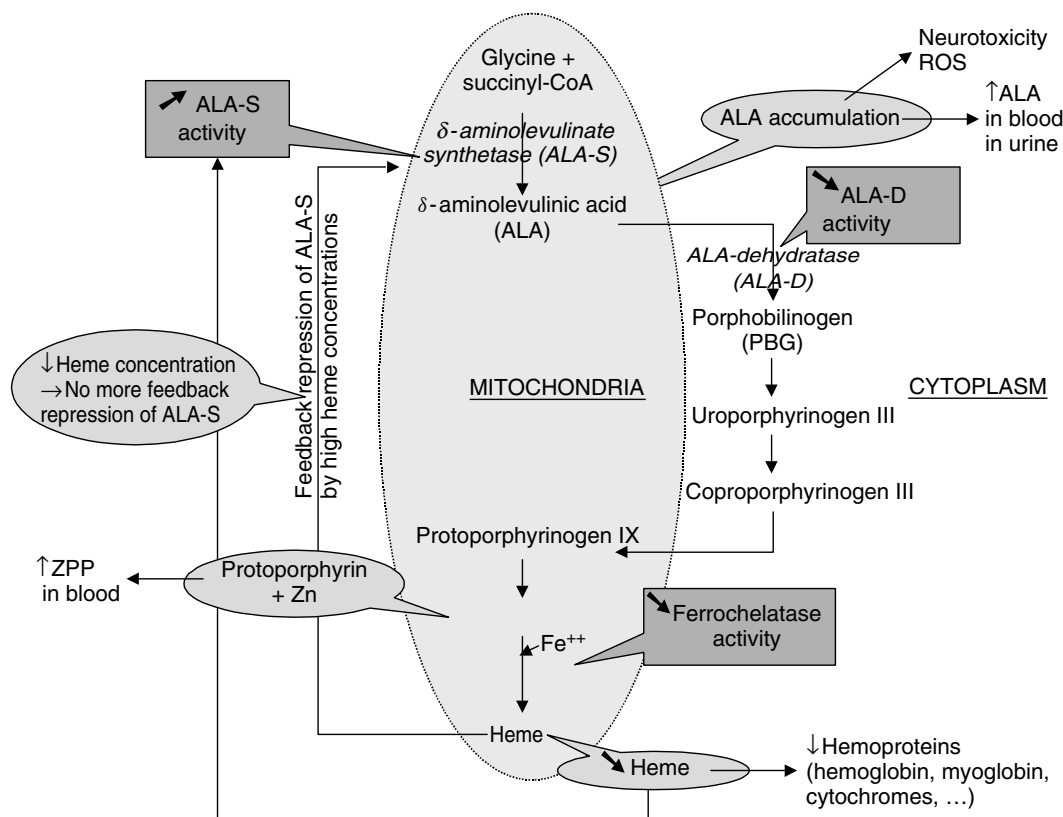 Glycine +
succinyl-CoA
Neurotoxicity
ROS
ALA-S
activity
ALA accumulation
↑ALA
in blood
in urine
δ-aminolevulinate
synthetase (ALA-S)
ALA-D
activity
δ-aminolevulinic acid
(ALA)
ALA-dehydratase
(ALA-D)
Feedback repression of ALA-S
by high heme concentrations
Porphobilinogen
(PBG)
↓Heme concentration
→No more feedback
repression of ALA-S
MITOCHONDRIA
CYTOPLASM
Uroporphyrinogen III
Coproporphyrinogen III
Protoporphyrinogen IX
↑ZPP
in blood
Protoporphyrin
+ Zn
Ferrochelatase
activity
Fe++
Heme
Heme
↓Hemoproteins
(hemoglobin, myoglobin,
cytochromes, …)